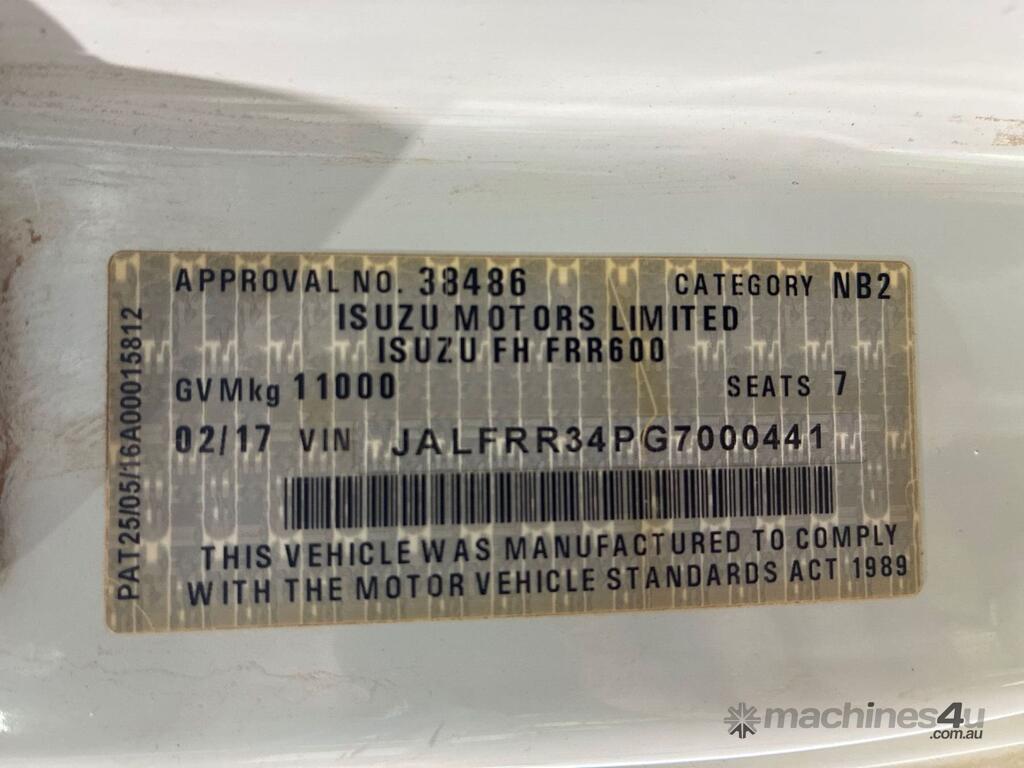 APPROVAL NO. 38486 CATEGORY NB2
ISUZU MOTORS LIMITED
ISUZU FH FRR600
GVMkg 11000 SEATS 7
02/17 VIN JALFRR34PG7000441
THIS VEHICLE WAS MANUFACTURED TO COMPLY
WITH THE MOTOR VEHICLE STANDARDS ACT 1989
PAT25/05/16A00015812
machines4u
.com.au